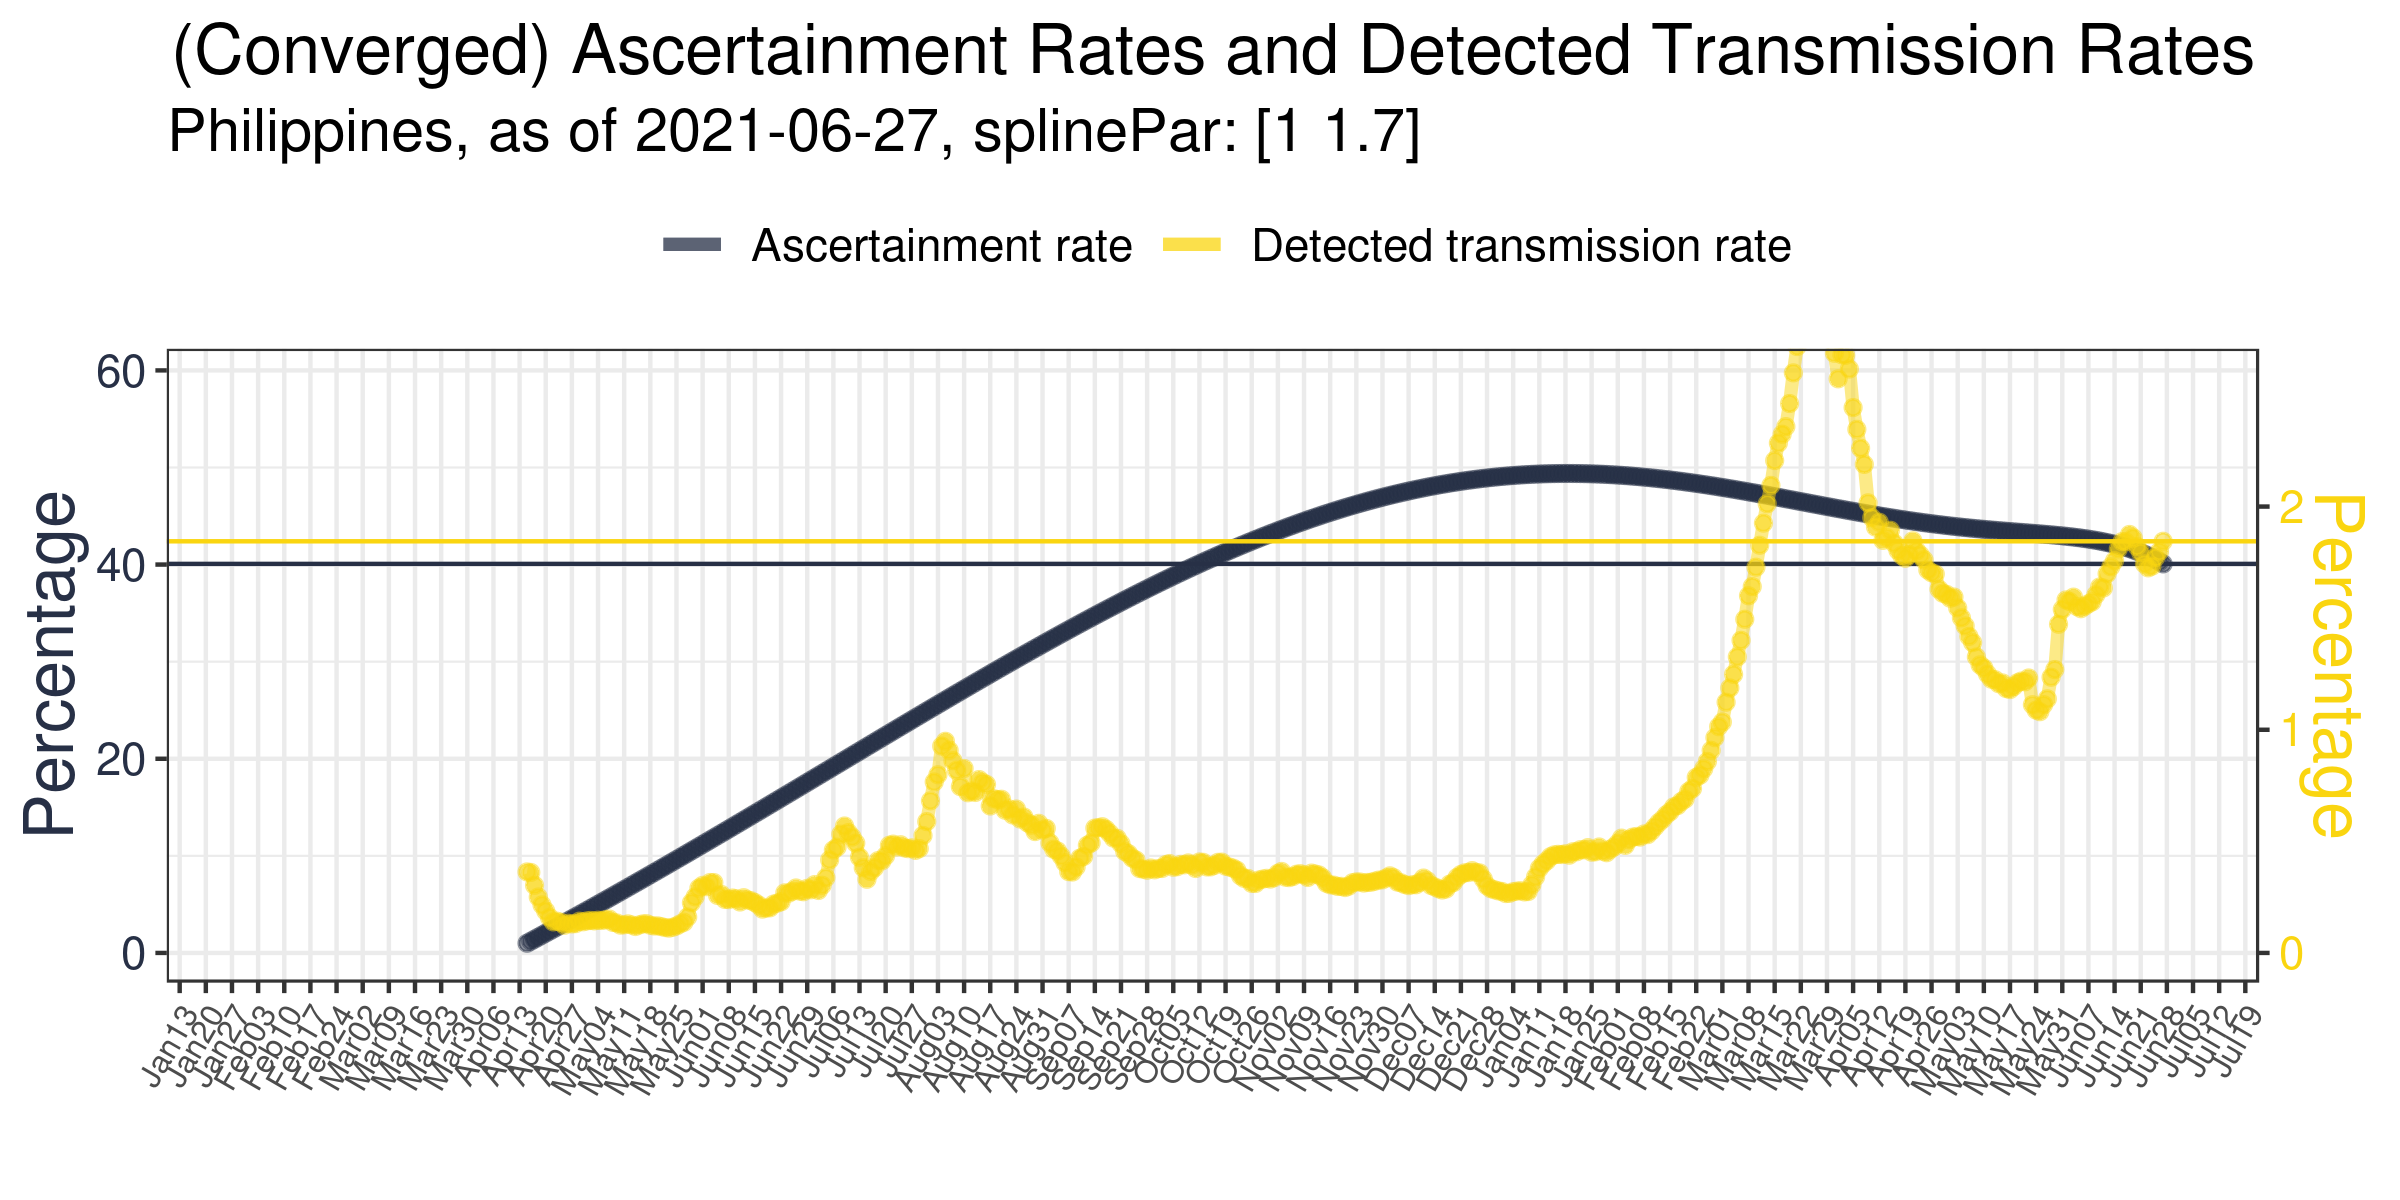 (Converged) Ascertainment Rates and Detected Transmission Rates
Philippines, as of 2021-06-27, splinePar: [1 1.7]
Ascertainment rate
Detected transmission rate
Percentage
60
40
20
0
2
1
0
Percentage
Jan13
Jan20
Jan27
Feb03
Feb10
Feb17
Feb24
Mar02
Mar09
Mar16
Mar23
Mar30
Apr06
Apr13
Apr20
Apr27
May04
May11
May18
May25
Jun01
Jun08
Jun15
Jun22
Jun29
Jul06
Jul13
Jul20
Jul27
Aug03
Aug10
Aug17
Aug24
Aug31
Sep07
Sep14
Sep21
Sep28
Oct05
Oct12
Oct19
Oct26
Nov02
Nov09
Nov16
Nov23
Nov30
Dec07
Dec14
Dec21
Dec28
Jan04
Jan11
Jan18
Jan25
Feb01
Feb08
Feb15
Feb22
Mar01
Mar08
Mar15
Mar22
Mar29
Apr05
Apr12
Apr19
Apr26
May03
May10
May17
May24
May31
Jun07
Jun14
Jun21
Jun28
Jul05
Jul12
Jul19